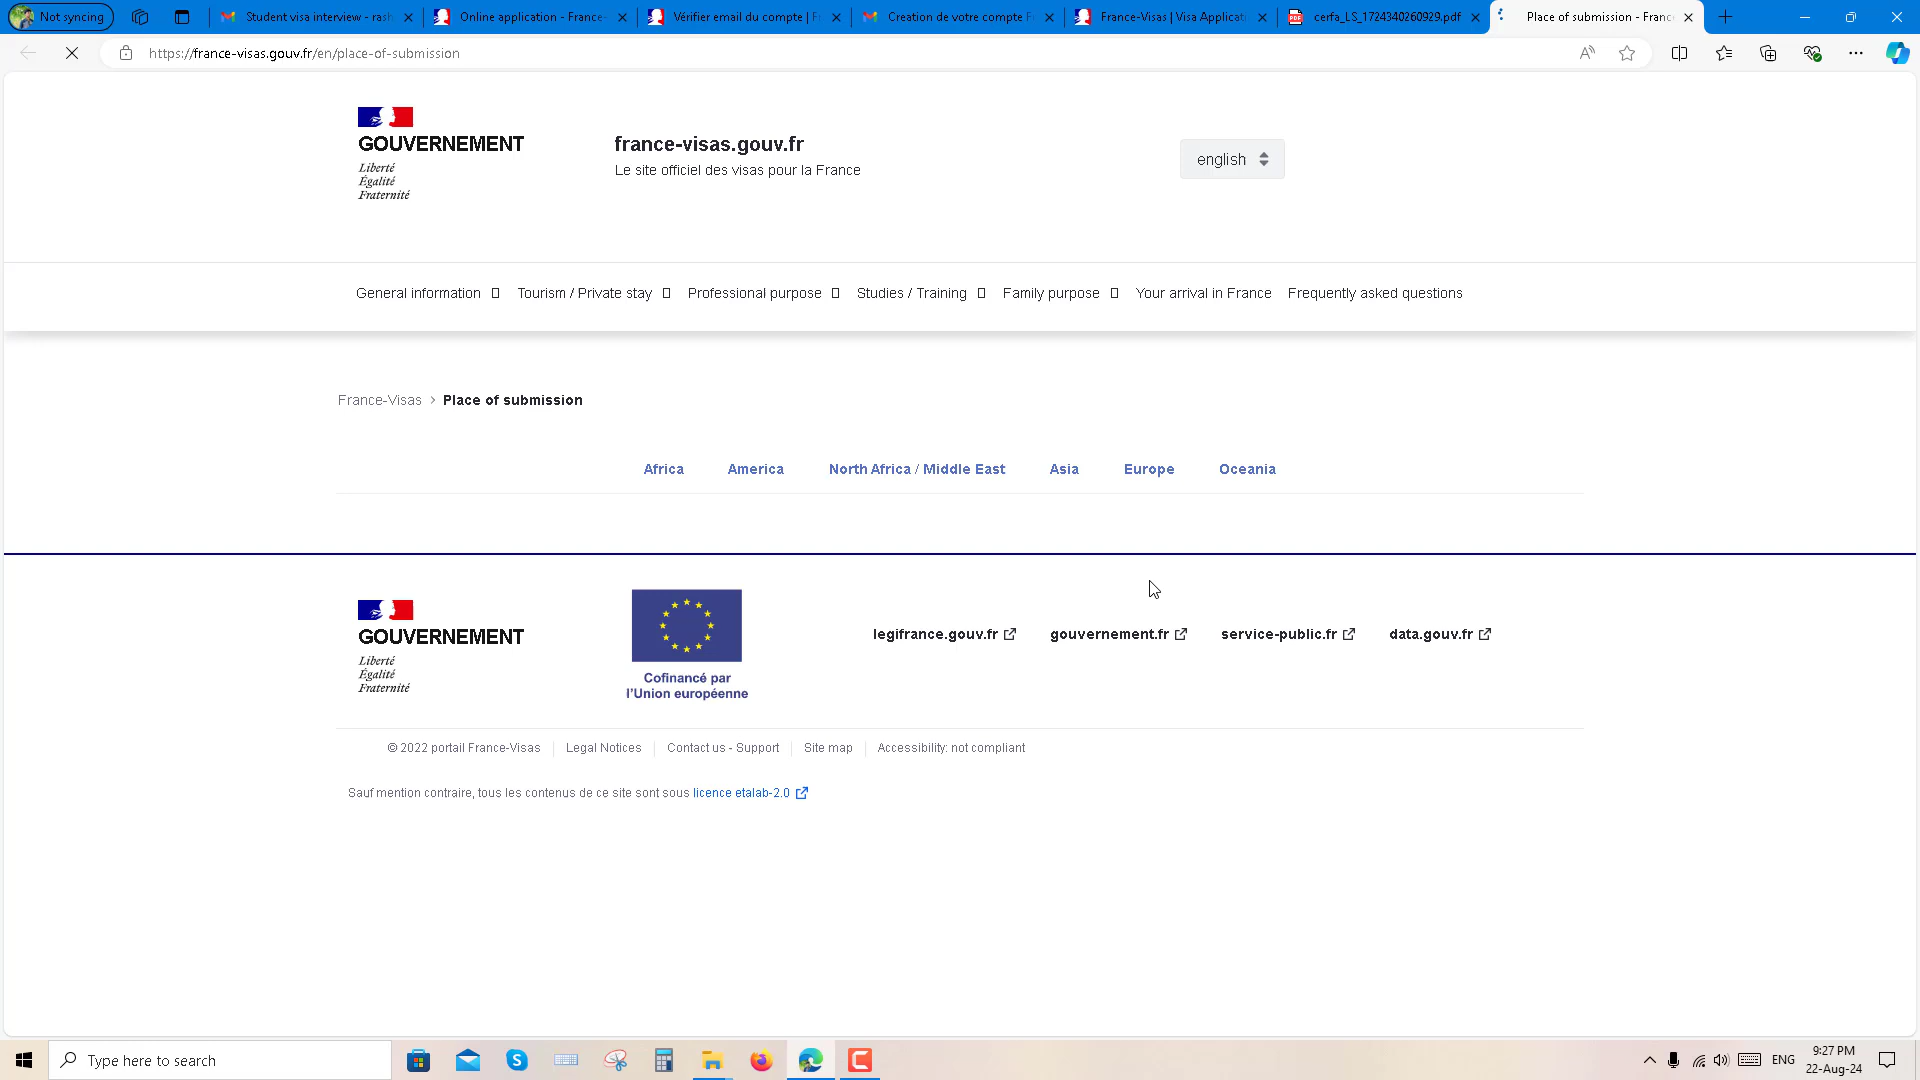 Not syncing
Student visa interview - rash
Online application - France-
Vérifier email du compte | F
Creation de votre compte F
France-Visas | Visa Applicat
cerfa_LS_1724340260929.pdf
Place of submission - Franc
https://france-visas.gouv.fr/en/place-of-submission
GOUVERNEMENT
Liberté
Égalité
Fraternité
france-visas.gouv.fr
Le site officiel des visas pour la France
english
General information
Tourism / Private stay
Professional purpose
Studies / Training
Family purpose
Your arrival in France
Frequently asked questions
France-Visas > Place of submission
Africa
America
North Africa / Middle East
Asia
Europe
Oceania
GOUVERNEMENT
Liberté
Égalité
Fraternité
Cofinancé par
l'Union européenne
legifrance.gouv.fr
gouvernement.fr
service-public.fr
data.gouv.fr
© 2022 portail France-Visas
Legal Notices
Contact us - Support
Site map
Accessibility: not compliant
Sauf mention contraire, tous les contenus de ce site sont sous licence etalab-2.0
Type here to search
ENG
9:27 PM
22-Aug-24